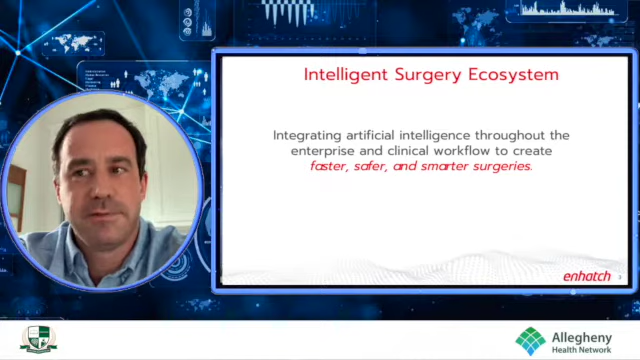 Intelligent Surgery Ecosystem
Integrating artificial intelligence throughout the
enterprise and clinical workflow to create
faster, safer, and smarter surgeries.
enhatch
Allegheny
Health Network